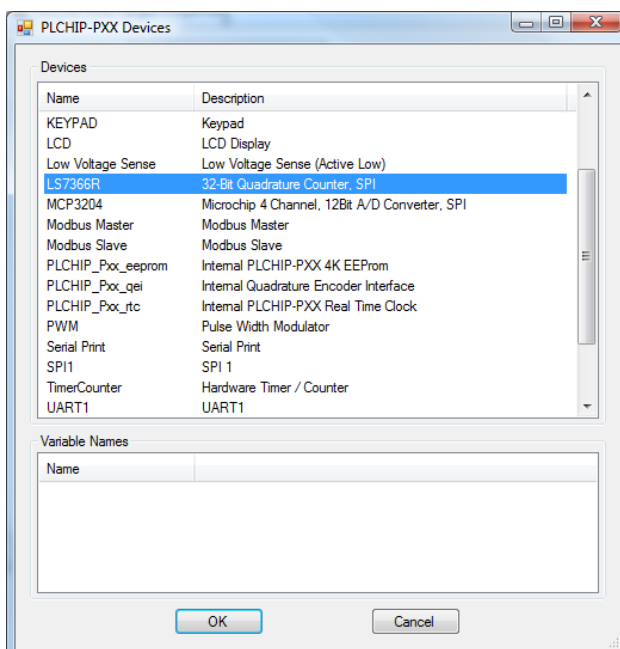 PLCHIP-PXX Devices
Devices
Name Description
KEYPAD Keypad
LCD LCD Display
Low Voltage Sense Low Voltage Sense (Active Low)
LS7366R 32-Bit Quadrature Counter, SPI
MCP3204 Microchip 4 Channel, 12Bit A/D Converter, SPI
Modbus Master Modbus Master
Modbus Slave Modbus Slave
PLCHIP_Pxx_eeprom Internal PLCHIP-PXX 4K EEProm
PLCHIP_Pxx_qei Internal Quadrature Encoder Interface
PLCHIP_Pxx_rtc Internal PLCHIP-PXX Real Time Clock
PWM Pulse Width Modulator
Serial Print Serial Print
SPI1 SPI 1
TimerCounter Hardware Timer / Counter
UART1 UART1
Variable Names
Name
OK Cancel